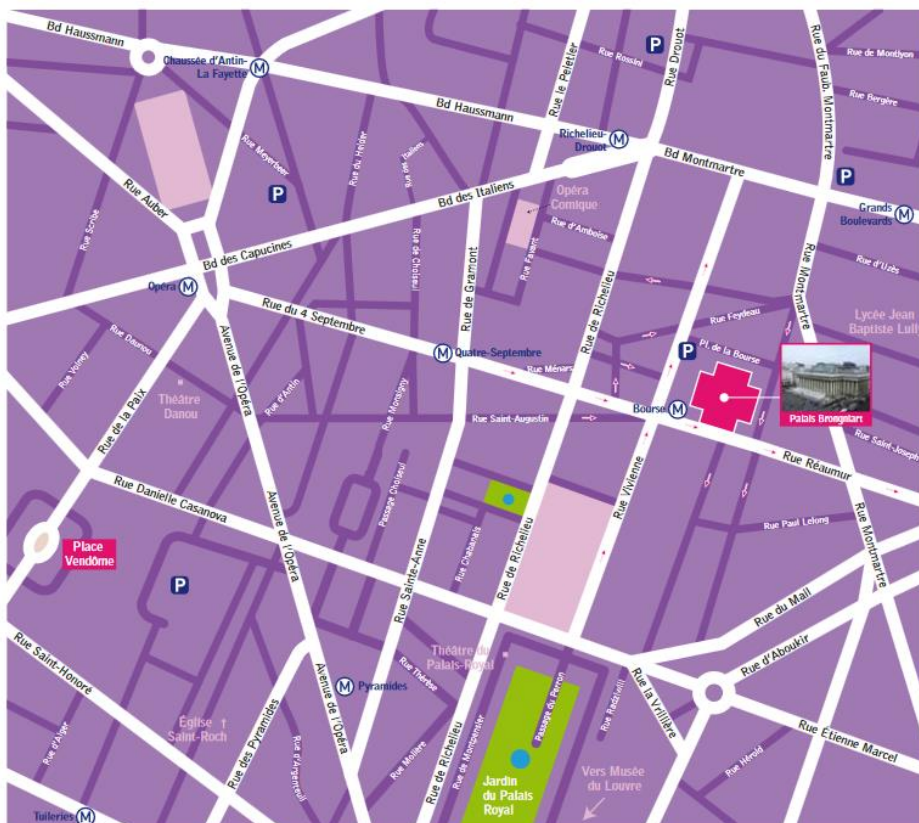 Bd Haussmann
Chaussée d'Antin-
La Fayette
M
P
Rue Rossini
Rue le Peletier
Rue Drouot
Rue du Faub. Montmartre
Rue de Montlyon
Rue Bergère
Bd Haussmann
Richelieu-
Drouot
M
Bd Montmartre
P
Grands
Boulevards
M
Rue Meyerbeer
P
Rue du Helder
Bd des Italiens
Opéra
Comique
Rue d'Amboise
Rue Favart
Rue Auber
Rue Scribe
Bd des Capucines
Rue de Choiseul
Rue de Gramont
Rue de Richelieu
Rue Montmartre
Rue d'Uzès
Opéra
M
Rue du 4 Septembre
Rue Feydeau
Lycée Jean
Baptiste Lull
Rue Daunou
Rue Volney
Avenue de l'Opéra
M
Quatre-Septembre
Rue Ménars
P
Pl. de la Bourse
Théâtre
Danou
Rue d'Antin
Rue Monsigny
Rue Saint-Augustin
Bourse
M
Palais Brongniart
Rue de la Paix
Rue Saint-Joseph
Rue Réaumur
Rue Danielle Casanova
Passage Choiseul
Rue Vivienne
Avenue de l'Opéra
Rue Chabanais
Rue de Richelieu
Rue Paul Lelong
Rue Montmartre
Place
Vendôme
P
Rue Sainte-Anne
Rue du Mail
Rue d'Aboukir
Rue Saint-Honoré
Théâtre du
Palais-Royal
M
Pyramides
Rue Thérèse
Passage du Perron
Rue Radziwill
Rue la Vrillière
Avenue de l'Opéra
Église
Saint-Roch
Rue d'Alger
Rue des Pyramides
Rue d'Argenteuil
Rue Molière
Rue de Richelieu
Rue de Montpensier
Rue Étienne Marcel
Rue Hérold
Jardin
du Palais
Royal
Vers Musée
du Louvre
Tuileries
M